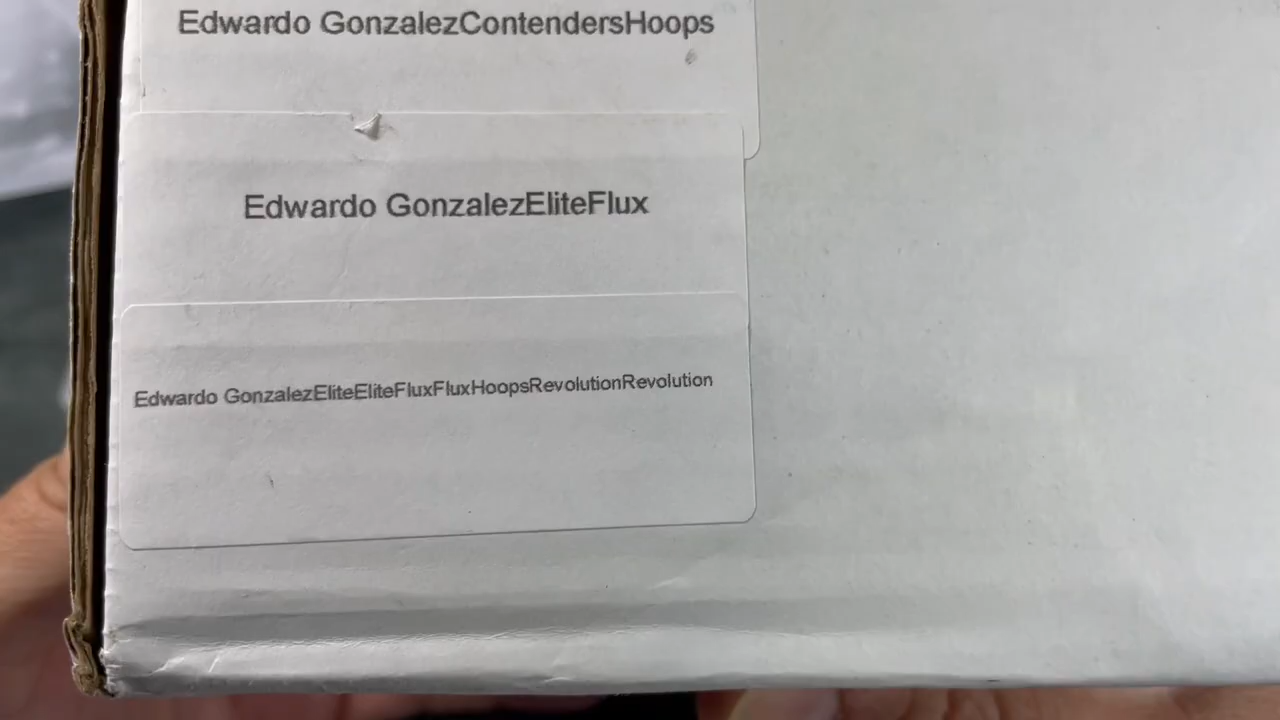 Edwardo GonzalezContendersHoops
Edwardo GonzalezEliteFlux
Edwardo GonzalezEliteEliteFluxFluxHoopsRevolutionRevolution